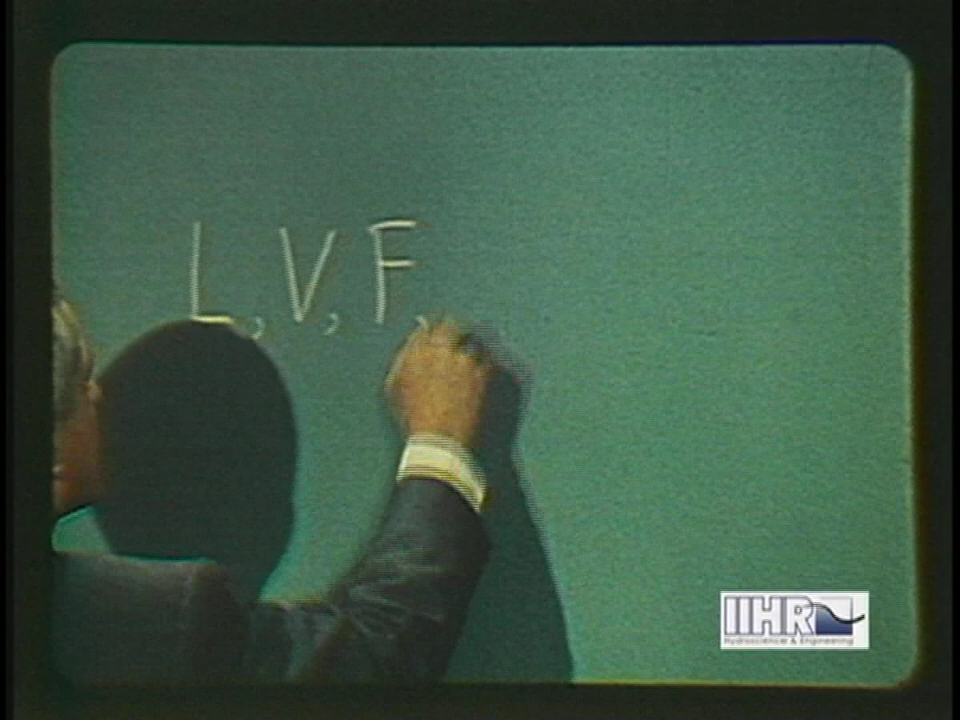 L, V, F,
IIHR
Hydroscience & Engineering